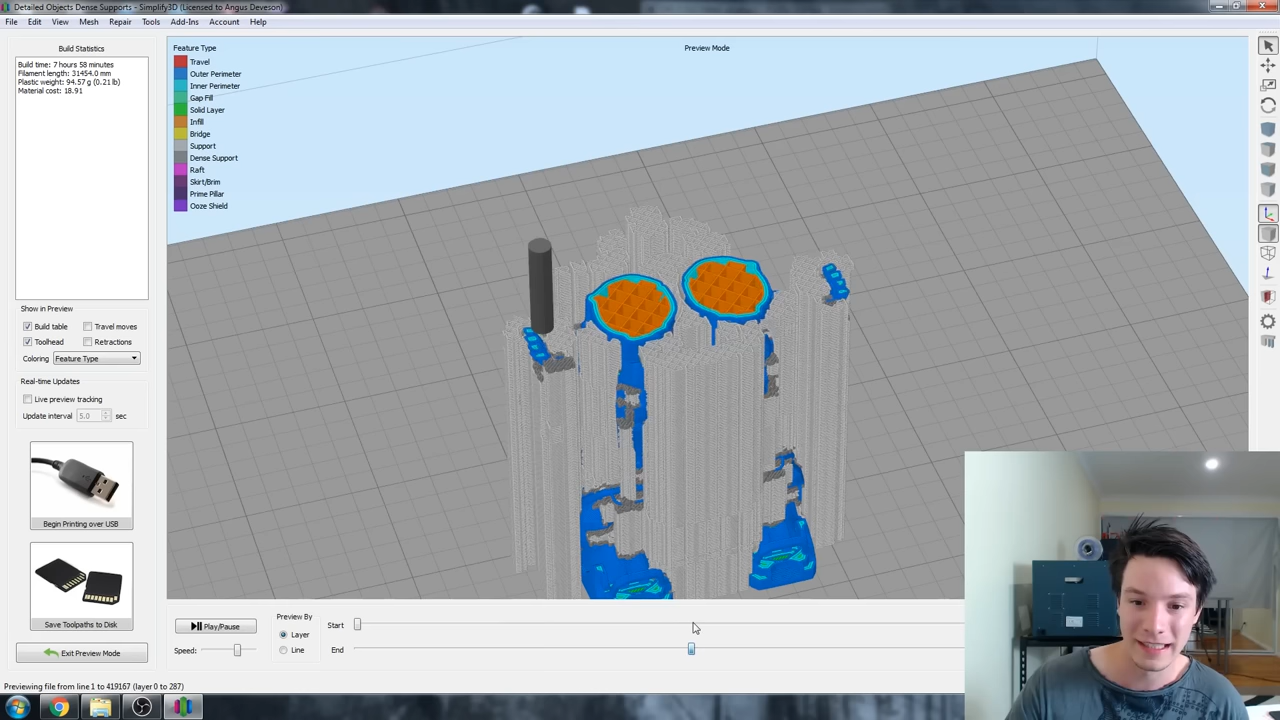 Detailed Objects Dense Supports - Simplify3D (Licensed to Angus Deveson)
File Edit View Mesh Repair Tools Add-Ins Account Help
Build Statistics
Build time: 7 hours 58 minutes
Filament length: 31454.0 mm
Plastic weight: 94.57 g (0.21 lb)
Material cost: 18.91
Feature Type
Travel
Outer Perimeter
Inner Perimeter
Gap Fill
Solid Layer
Infill
Bridge
Support
Dense Support
Raft
Skirt/Brim
Prime Pillar
Ooze Shield
Preview Mode
Show in Preview
Build table Travel moves
Toolhead Retractions
Coloring Feature Type
Real-time Updates
Live preview tracking
Update interval 5.0 sec
Begin Printing over USB
Save Toolpaths to Disk
Exit Preview Mode
Play/Pause
Speed:
Preview By
Layer
Line
Start
End
Previewing file from line 1 to 419167 (layer 0 to 287)